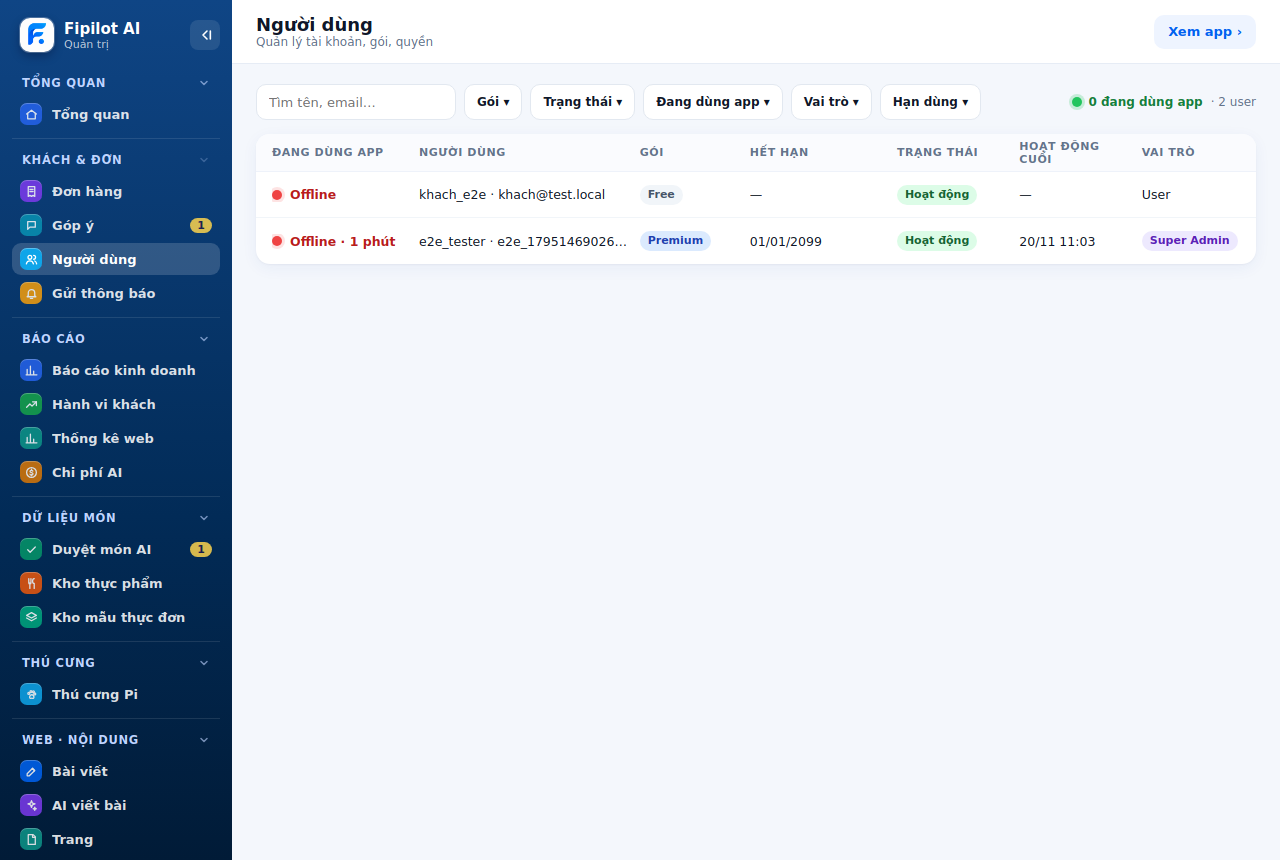 Fipilot AI
Quản trị
TỔNG QUAN
Tổng quan
KHÁCH & ĐƠN
Đơn hàng
Góp ý 1
Người dùng
Gửi thông báo
BÁO CÁO
Báo cáo kinh doanh
Hành vi khách
Thống kê web
Chi phí AI
DỮ LIỆU MÓN
Duyệt món AI 1
Kho thực phẩm
Kho mẫu thực đơn
THÚ CƯNG
Thú cưng Pi
WEB · NỘI DUNG
Bài viết
AI viết bài
Trang
Người dùng
Quản lý tài khoản, gói, quyền
Xem app ›
Tìm tên, email... Gói ▾ Trạng thái ▾ Đang dùng app ▾ Vai trò ▾ Hạn dùng ▾ 0 đang dùng app · 2 user
ĐANG DÙNG APP NGƯỜI DÙNG GÓI HẾT HẠN TRẠNG THÁI HOẠT ĐỘNG CUỐI VAI TRÒ
Offline khach_e2e · khach@test.local Free — Hoạt động — User
Offline · 1 phút e2e_tester · e2e_17951469026... Premium 01/01/2099 Hoạt động 20/11 11:03 Super Admin